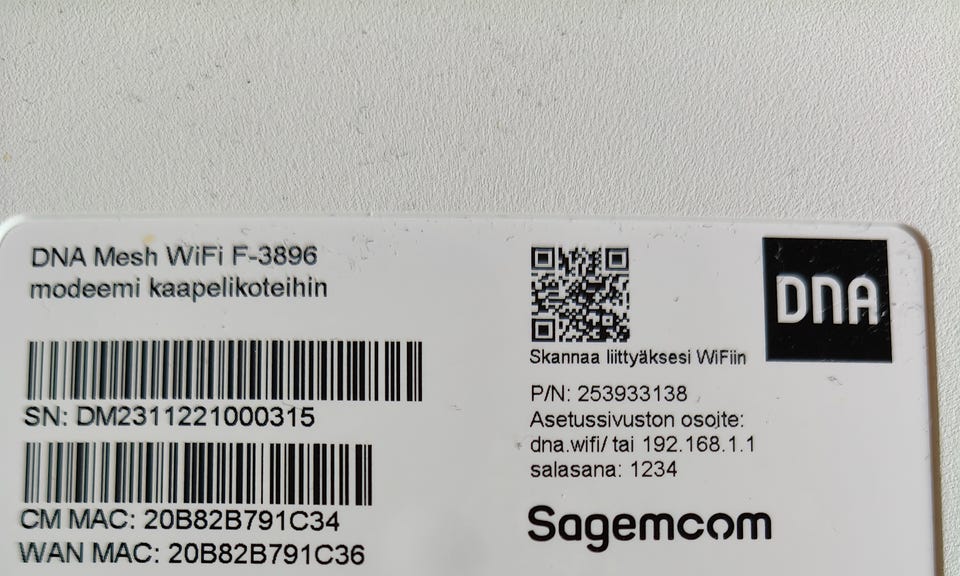 DNA Mesh WiFi F-3896
modeemi kaapelikoteihin
SN: DM2311221000315
CM MAC: 20B82B791C34
WAN MAC: 20B82B791C36
DNA
Skannaa liittyäksesi WiFiin
P/N: 253933138
Asetussivuston osoite:
dna.wifi/ tai 192.168.1.1
salasana: 1234
Sagemcom